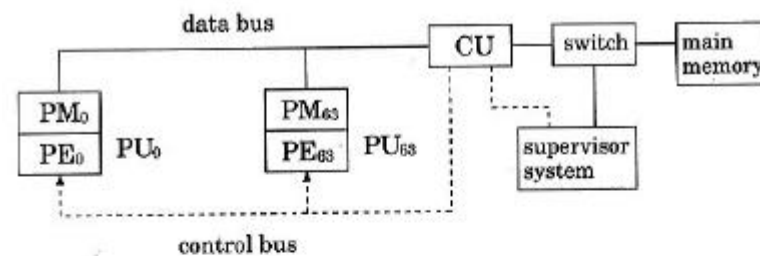 data bus
CU
switch
main
memory
PM₀
PE₀
PU₀
PM₆₃
PE₆₃
PU₆₃
supervisor
system
control bus